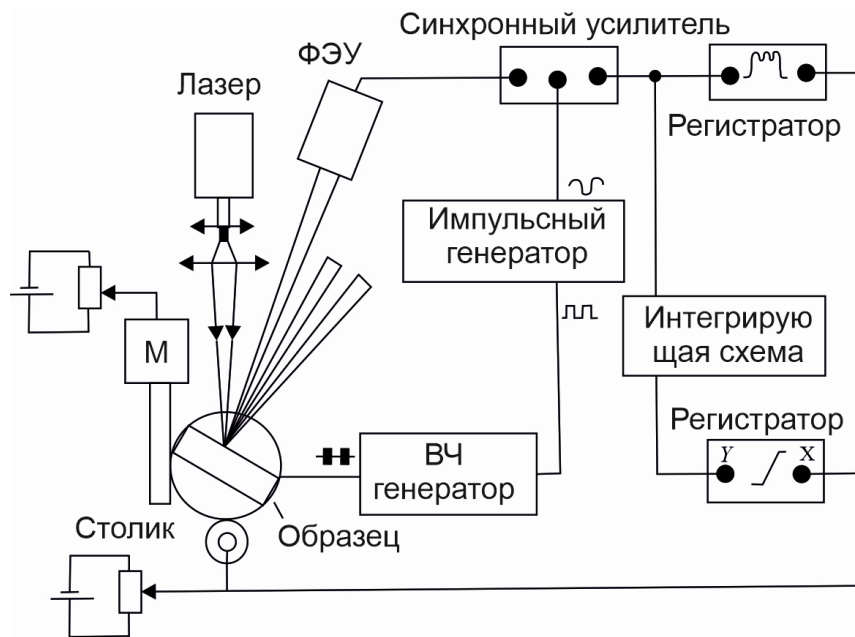 Синхронный усилитель
ФЭУ
Лазер
Регистратор
Импульсный
генератор
Интегрирую
щая схема
М
Регистратор
Y X
ВЧ
генератор
Столик
Образец